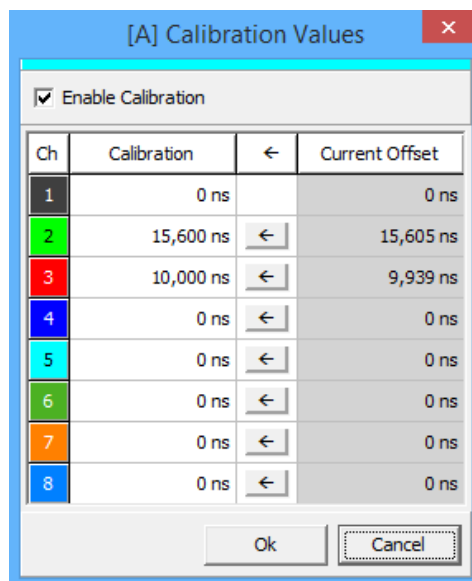 [A] Calibration Values
×
Enable Calibration
Ch Calibration ← Current Offset
1 0 ns 0 ns
2 15,600 ns ← 15,605 ns
3 10,000 ns ← 9,939 ns
4 0 ns ← 0 ns
5 0 ns ← 0 ns
6 0 ns ← 0 ns
7 0 ns ← 0 ns
8 0 ns ← 0 ns
Ok Cancel